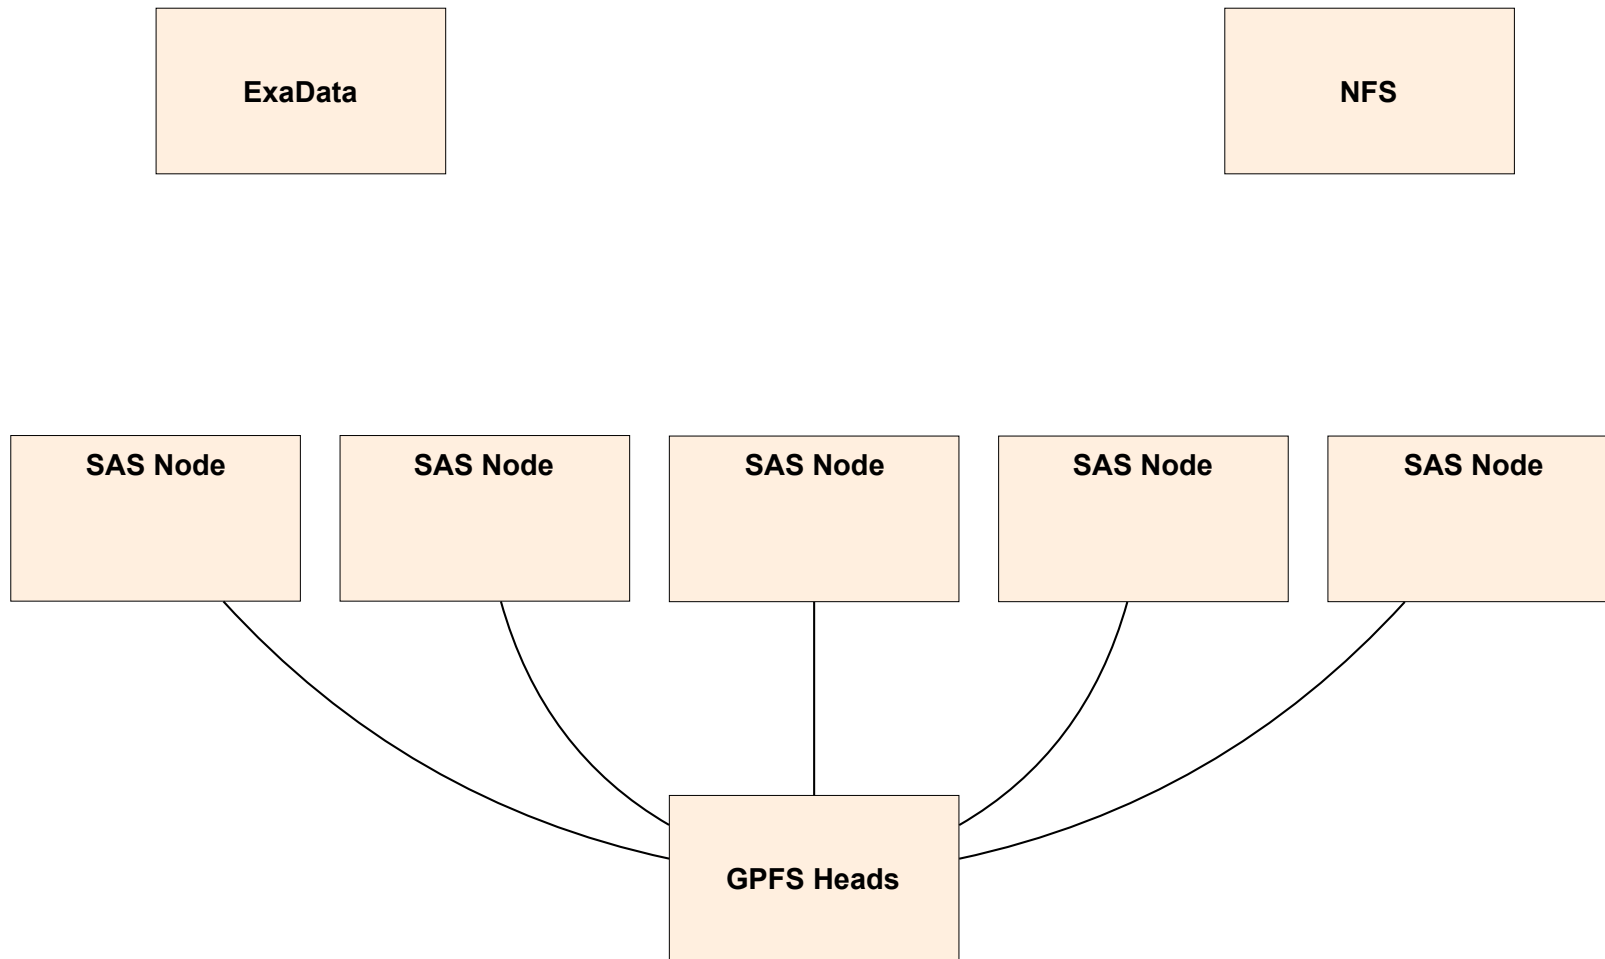 ExaData
NFS
SAS Node
SAS Node
SAS Node
SAS Node
SAS Node
GPFS Heads